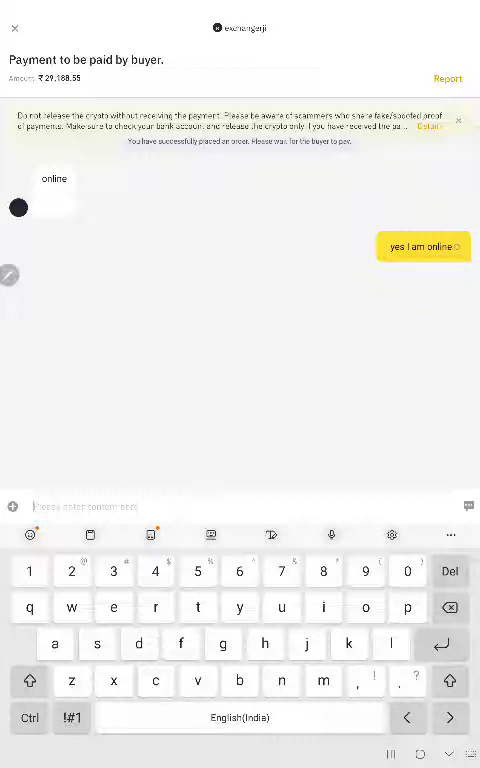 exchangerji
Payment to be paid by buyer.
Amount ₹ 29,188.55
Report
Do not release the crypto without receiving the payment. Please be aware of scammers who share fake/spoofed proof
of payments. Make sure to check your bank account and release the crypto only if you have received the pa... Details
You have successfully placed an order. Please wait for the buyer to pay.
online
yes I am online
Please enter content here
1 2 @ 3 # 4 $ 5 % 6 ^ 7 & 8 * 9 ( 0 ) Del
q w e r t y u i o p
a s d f g h j k l
z x c v b n m , ! . ?
Ctrl !#1 English(India) < >